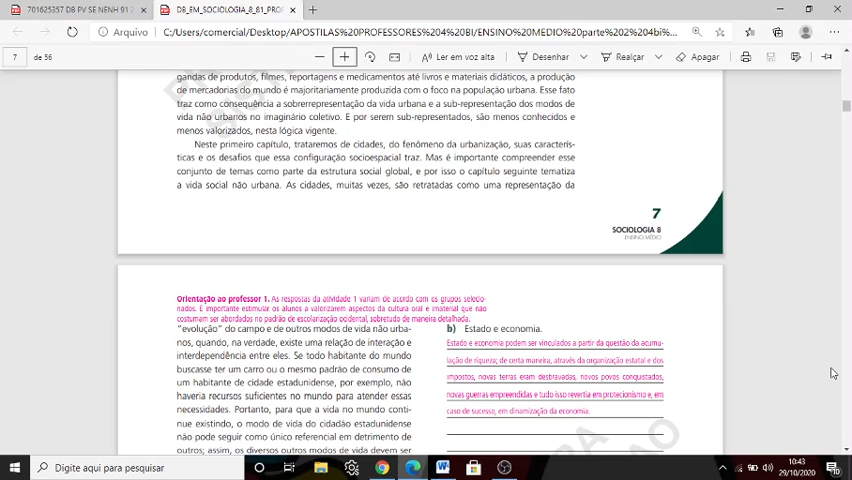 701625357 DB PV SE NENH 91 2
DB_EM_SOCIOLOGIA_8_81_PROF
Arquivo
C:/Users/comercial/Desktop/APOSTILAS%20PROFESSORES%204%20BI/ENSINO%20MEDIO%20parte%202%204%20bi%...
7
de 56
Ler em voz alta
Desenhar
Realçar
Apagar
gandas de produtos, filmes, reportagens e medicamentos até livros e materiais didáticos, a produção
de mercadorias do mundo é majoritariamente produzida com o foco na população urbana. Esse fato
traz como consequência a sobrerrepresentação da vida urbana e a sub-representação dos modos de
vida não urbanos no imaginário coletivo. E por serem sub-representados, são menos conhecidos e
menos valorizados, nesta lógica vigente.
Neste primeiro capítulo, trataremos de cidades, do fenômeno da urbanização, suas caracterís-
ticas e os desafios que essa configuração socioespacial traz. Mas é importante compreender esse
conjunto de temas como parte da estrutura social global, e por isso o capítulo seguinte tematiza
a vida social não urbana. As cidades, muitas vezes, são retratadas como uma representação da
7
SOCIOLOGIA 8
ENSINO MÉDIO
Orientação ao professor 1. As respostas da atividade 1 variam de acordo com os grupos selecio-
nados. É importante estimular os alunos a valorizarem aspectos da cultura oral e imaterial que não
costumam ser abordados no padrão de escolarização ocidental, sobretudo de maneira detalhada.
"evolução" do campo e de outros modos de vida não urba-
nos, quando, na verdade, existe uma relação de interação e
interdependência entre eles. Se todo habitante do mundo
buscasse ter um carro ou o mesmo padrão de consumo de
um habitante de cidade estadunidense, por exemplo, não
haveria recursos suficientes no mundo para atender essas
necessidades. Portanto, para que a vida no mundo conti-
nue existindo, o modo de vida do cidadão estadunidense
não pode seguir como único referencial em detrimento de
outros; assim, os diversos outros modos de vida devem ser
b) Estado e economia.
Estado e economia podem ser vinculados a partir da questão da acumu-
lação de riqueza; de certa maneira, através da organização estatal e dos
impostos, novas terras eram desbravadas, novos povos conquistados,
novas guerras empreendidas e tudo isso revertia em protecionismo e, em
caso de sucesso, em dinamização da economia.
Digite aqui para pesquisar
10:43
29/10/2020